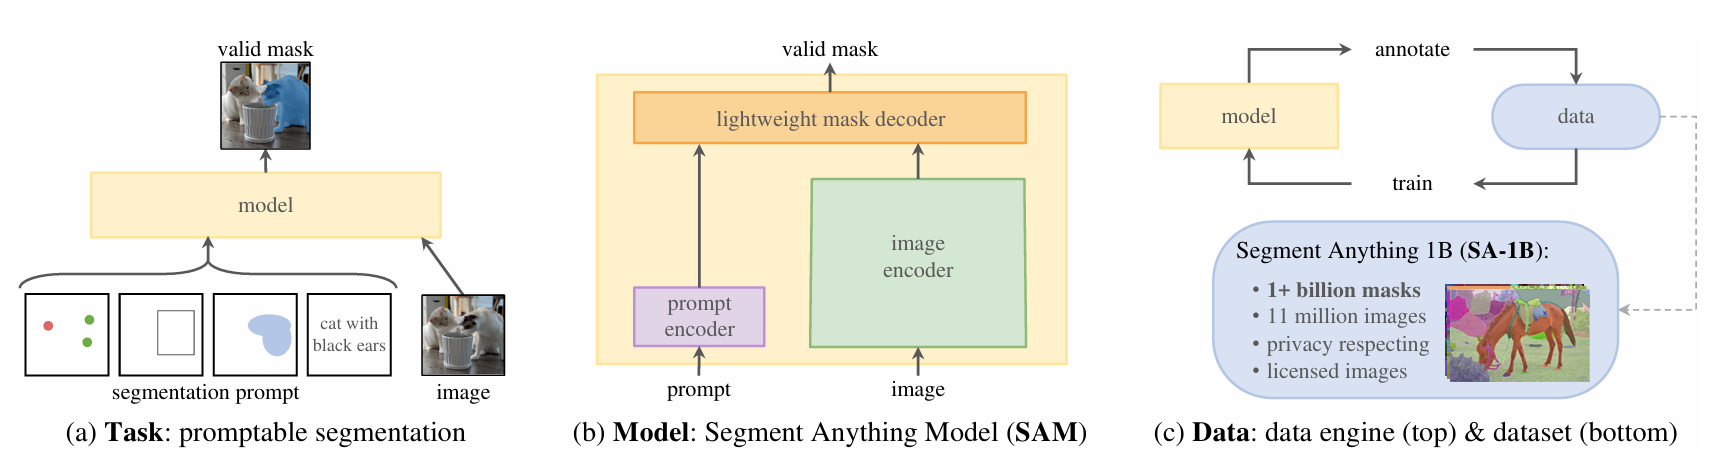 valid mask
model
cat with
black ears
segmentation prompt
image
(a) Task: promptable segmentation
valid mask
lightweight mask decoder
image
encoder
prompt
encoder
prompt
image
(b) Model: Segment Anything Model (SAM)
annotate
model
data
train
Segment Anything 1B (SA-1B):
• 1+ billion masks
• 11 million images
• privacy respecting
• licensed images
(c) Data: data engine (top) & dataset (bottom)